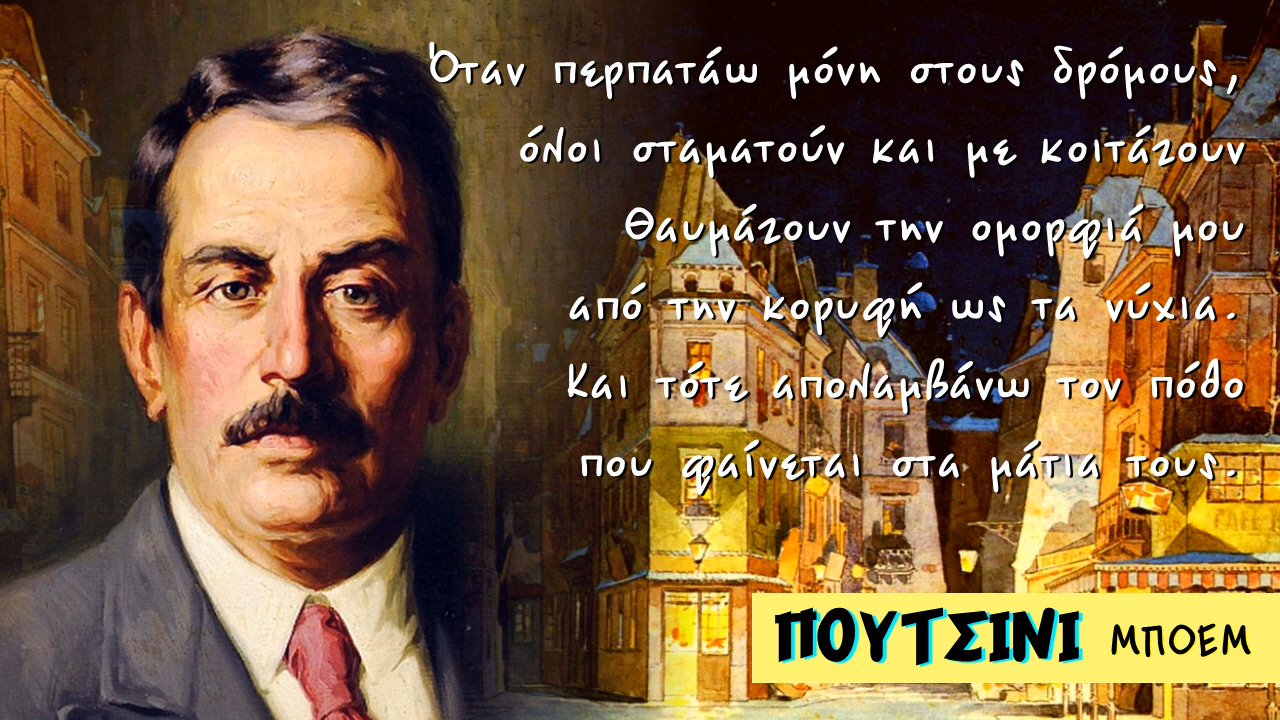 Όταν περπατάω μόνη στους δρόμους,
όλοι σταματούν και με κοιτάζουν
θαυμάζουν την ομορφιά μου
από την κορυφή ως τα νύχια.
Και τότε απολαμβάνω τον πόθο
που φαίνεται στα μάτια τους.
ΠΟΥΤΣΙΝΙ ΜΠΟΕΜ